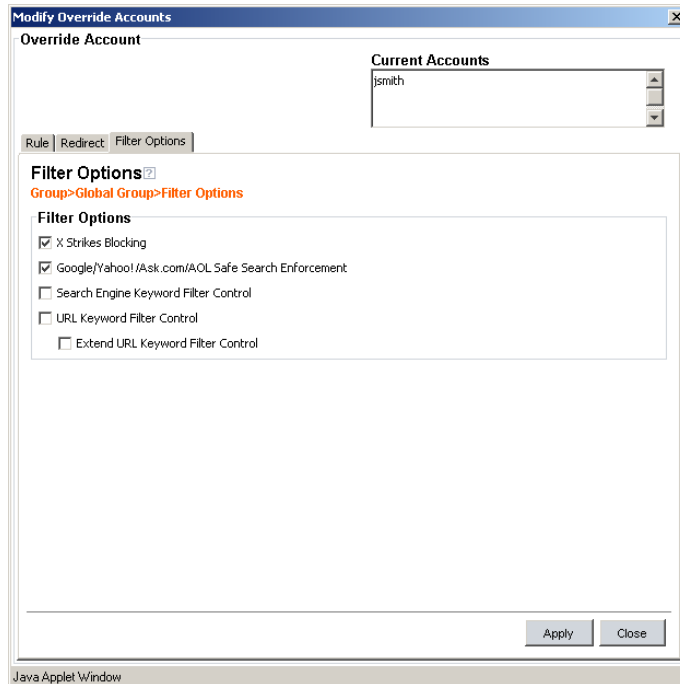 Modify Override Accounts
Override Account
Current Accounts
jsmith
Rule
Redirect
Filter Options
Filter Options
Group>Global Group>Filter Options
Filter Options
X Strikes Blocking
Google/Yahoo!/Ask.com/AOL Safe Search Enforcement
Search Engine Keyword Filter Control
URL Keyword Filter Control
Extend URL Keyword Filter Control
Apply
Close
Java Applet Window